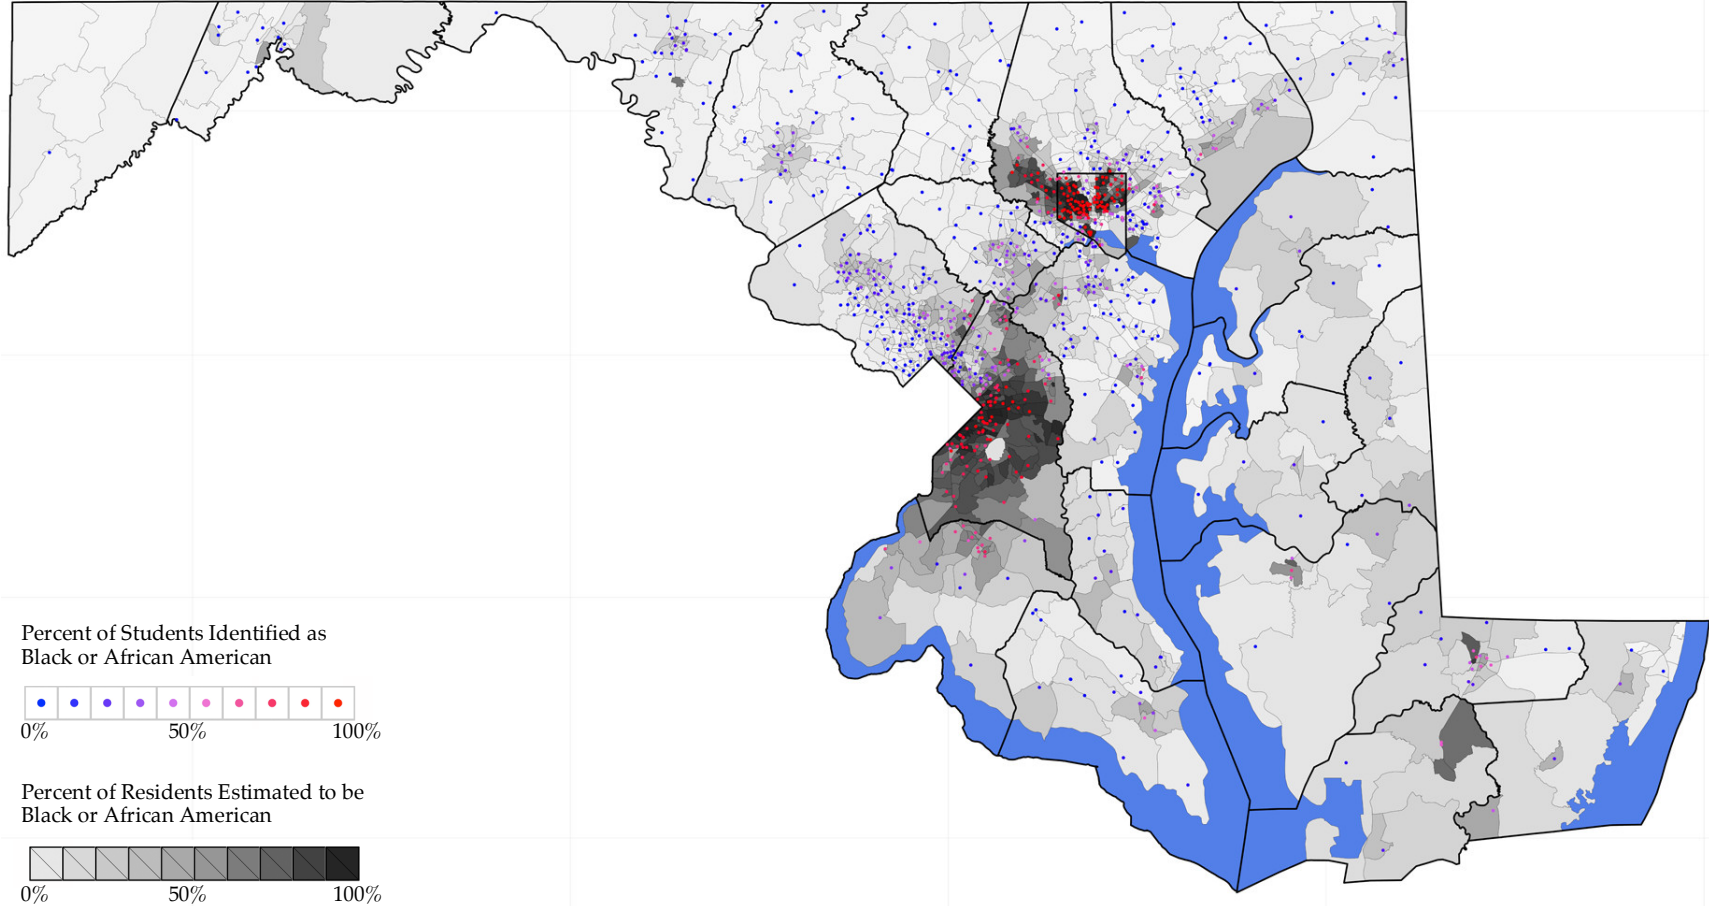 Percent of Students Identified as
Black or African American
0% 50% 100%
Percent of Residents Estimated to be
Black or African American
0% 50% 100%